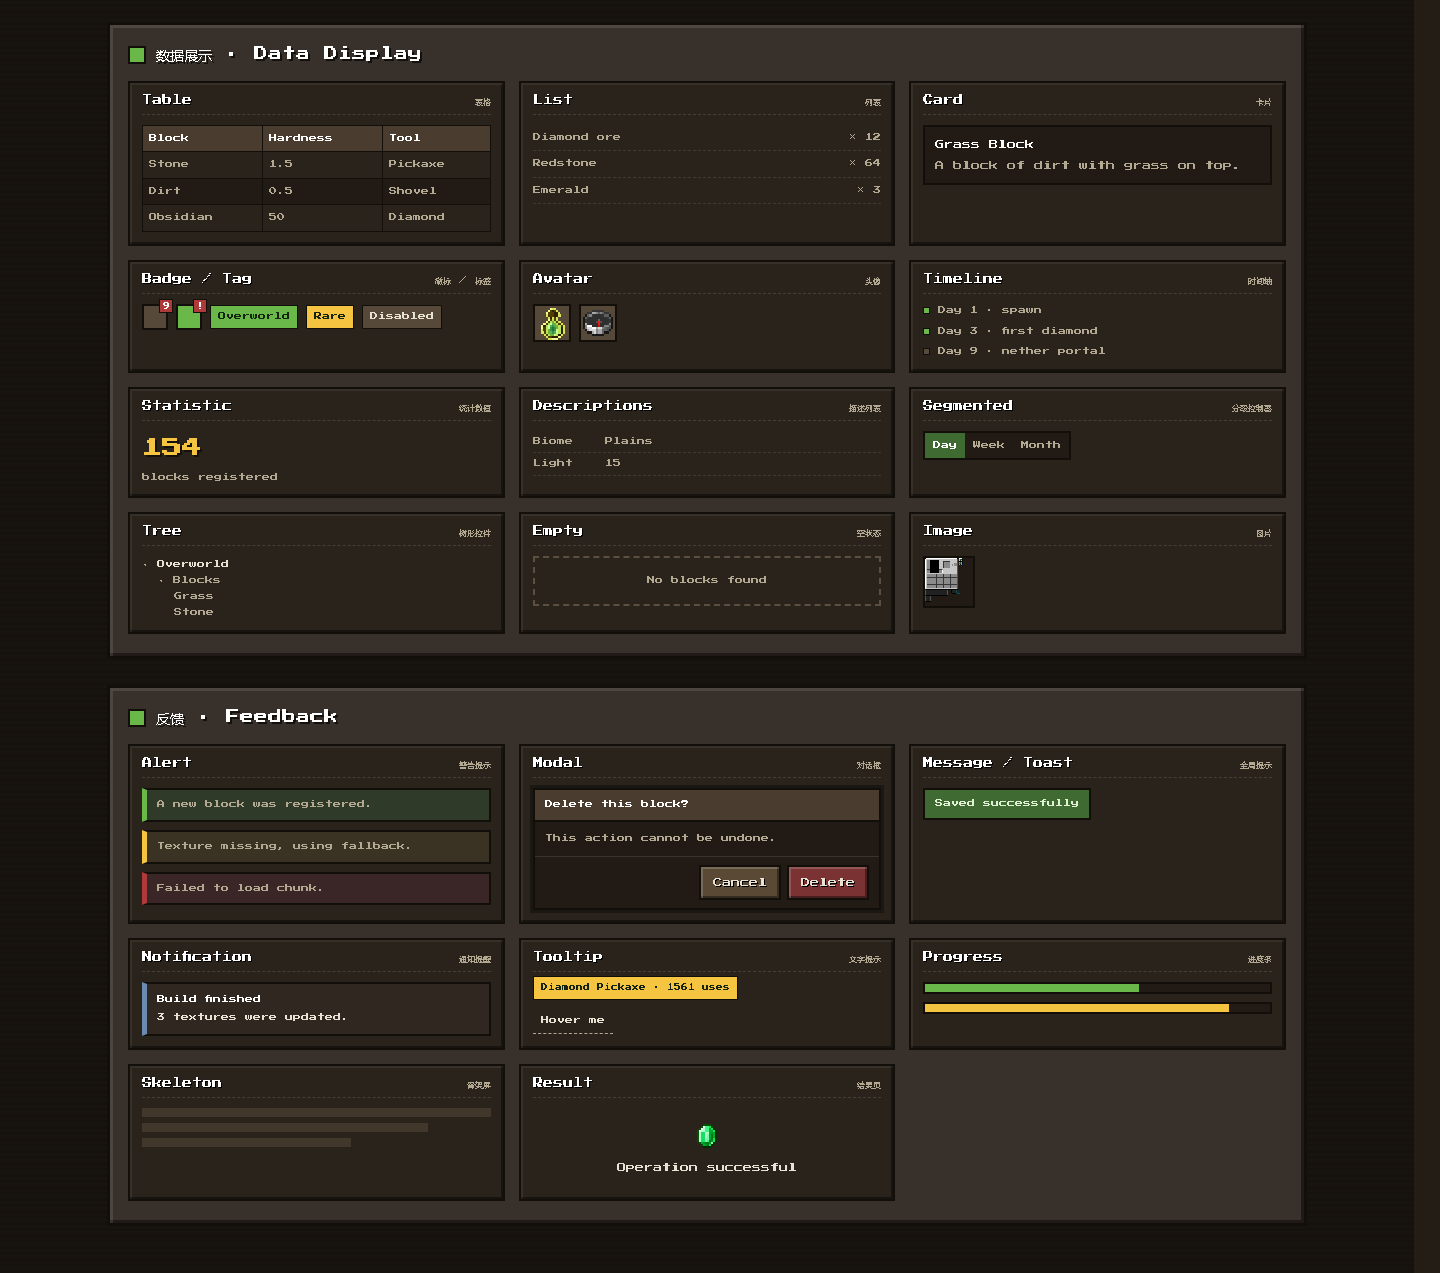 数据展示 · Data Display
Table 表格
Block Hardness Tool
Stone 1.5 Pickaxe
Dirt 0.5 Shovel
Obsidian 50 Diamond
List 列表
Diamond ore × 12
Redstone × 64
Emerald × 3
Card 卡片
Grass Block
A block of dirt with grass on top.
Badge / Tag 徽标 / 标签
9 ! Overworld Rare Disabled
Avatar 头像
Timeline 时间轴
Day 1 · spawn
Day 3 · first diamond
Day 9 · nether portal
Statistic 统计数值
154
blocks registered
Descriptions 描述列表
Biome Plains
Light 15
Segmented 分段控制器
Day Week Month
Tree 树形控件
Overworld
Blocks
Grass
Stone
Empty 空状态
No blocks found
Image 图片
反馈 · Feedback
Alert 警告提示
A new block was registered.
Texture missing, using fallback.
Failed to load chunk.
Modal 对话框
Delete this block?
This action cannot be undone.
Cancel Delete
Message / Toast 全局提示
Saved successfully
Notification 通知提醒
Build finished
3 textures were updated.
Tooltip 文字提示
Diamond Pickaxe · 1561 uses
Hover me
Progress 进度条
Skeleton 骨架屏
Result 结果页
Operation successful